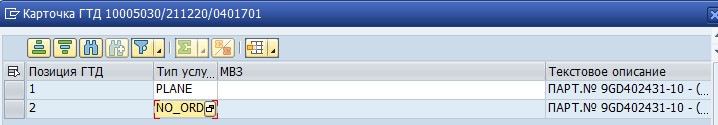 Карточка ГТД 10005030/211220/0401701
Позиция ГТД Тип услу... МВЗ Текстовое описание
1 PLANE ПАРТ.№ 9GD402431-10 - (...
2 NO_ORD ПАРТ.№ 9GD402431-10 - (...